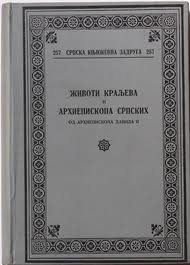 257 СРПСКА КЊИЖЕВНА ЗАДРУГА 257
ЖИВОТИ КРАЉЕВА
И
АРХИЕПИСКОПА СРПСКИХ
ОД АРХИЕПИСКОПА ДАНИЛА II